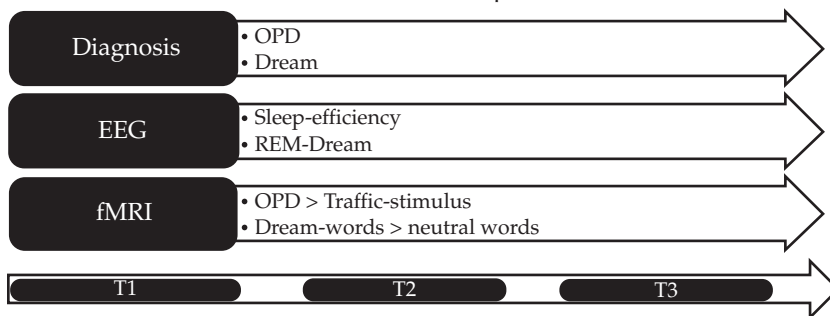 Diagnosis
• OPD
• Dream
EEG
• Sleep-efficiency
• REM-Dream
fMRI
• OPD > Traffic-stimulus
• Dream-words > neutral words
T1 T2 T3